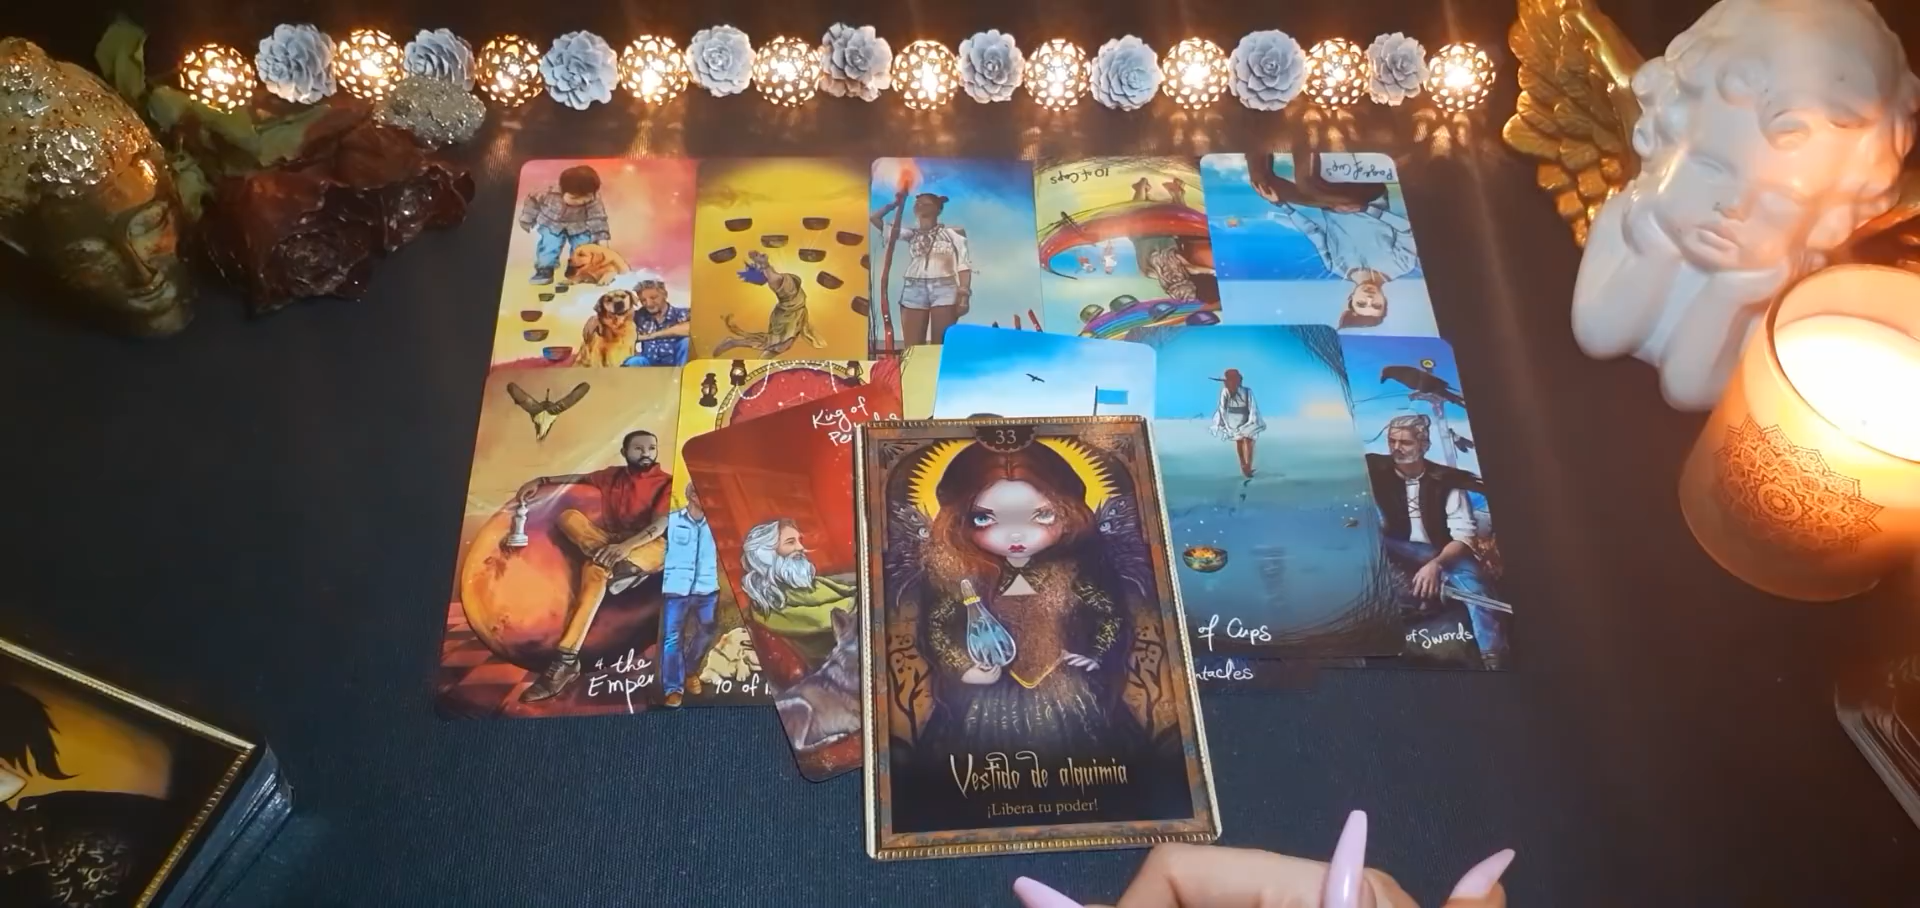 10 of Cups
Page of Cups
King of
33
4. the
10 of
of Cups
of Swords
ntacles
Vestido de alquimia
¡Libera tu poder!